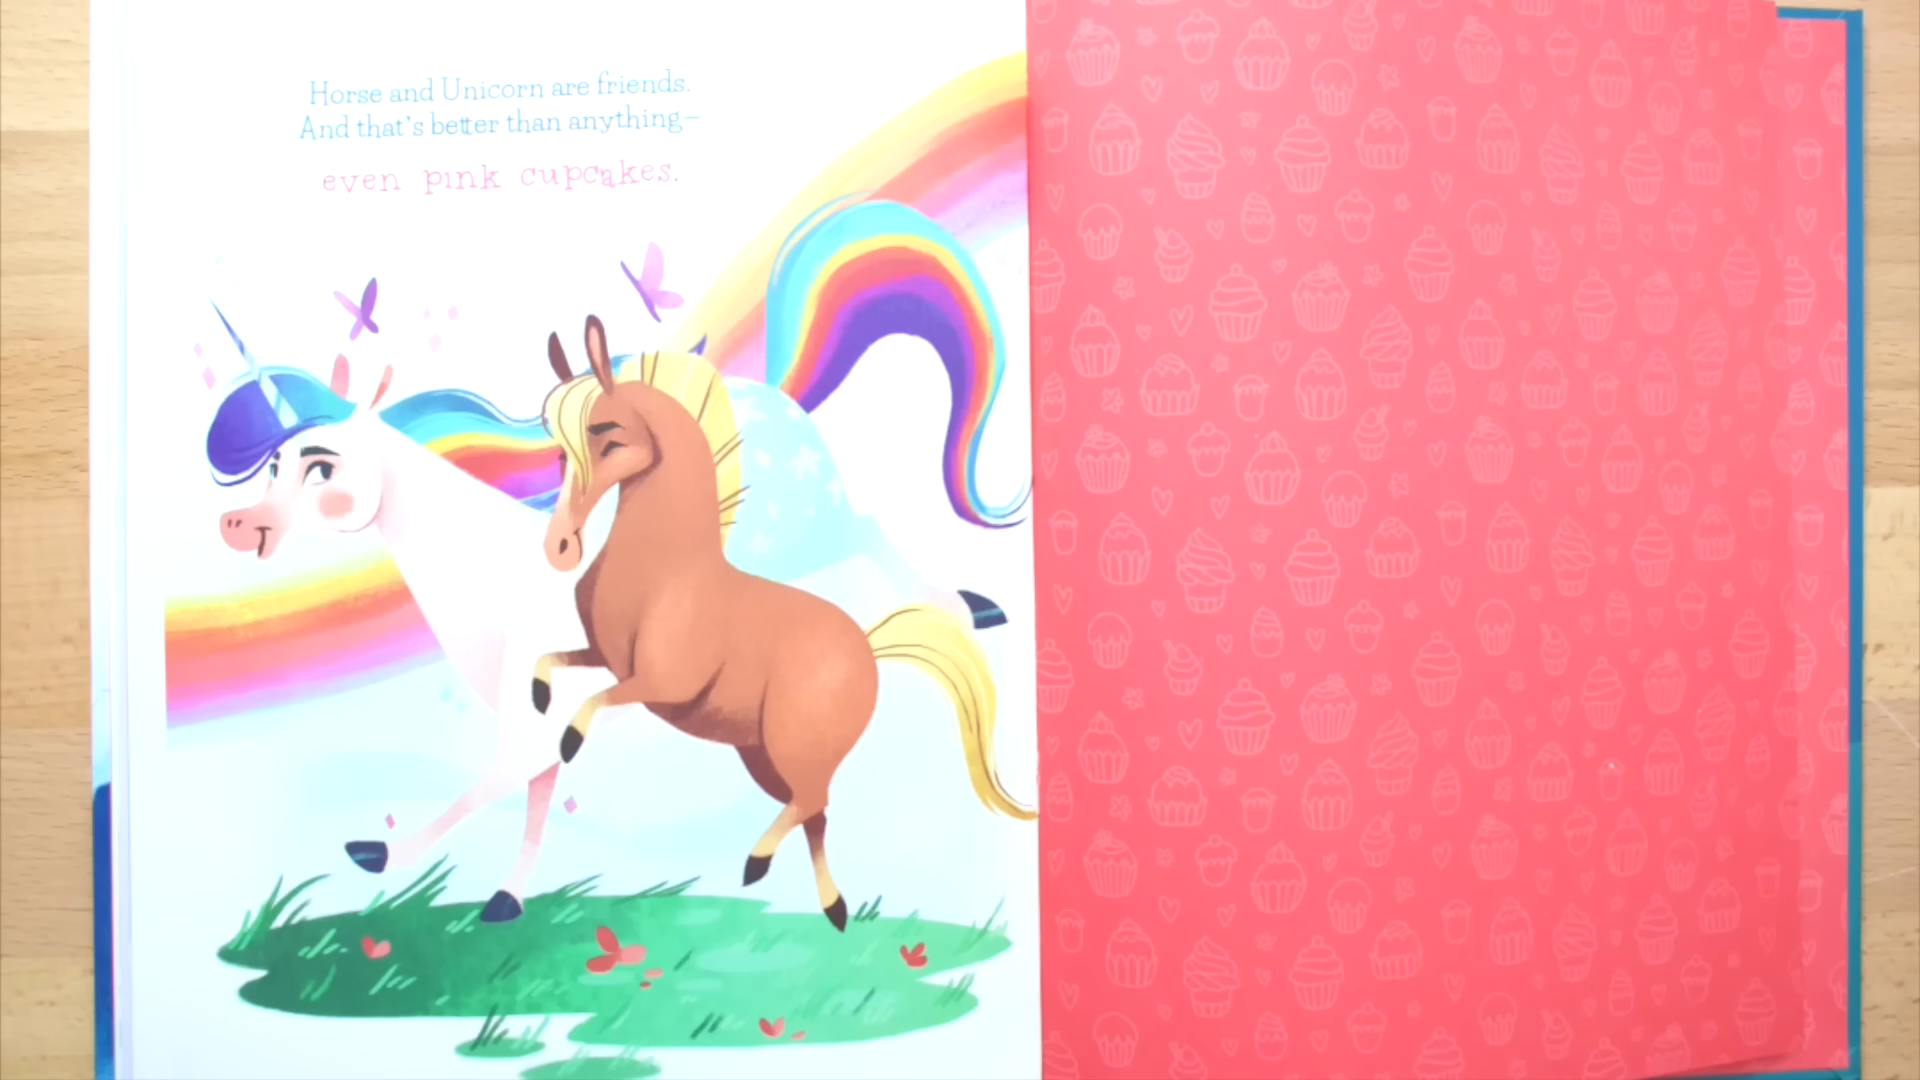 Horse and Unicorn are friends.
And that's better than anything—
even pink cupcakes.